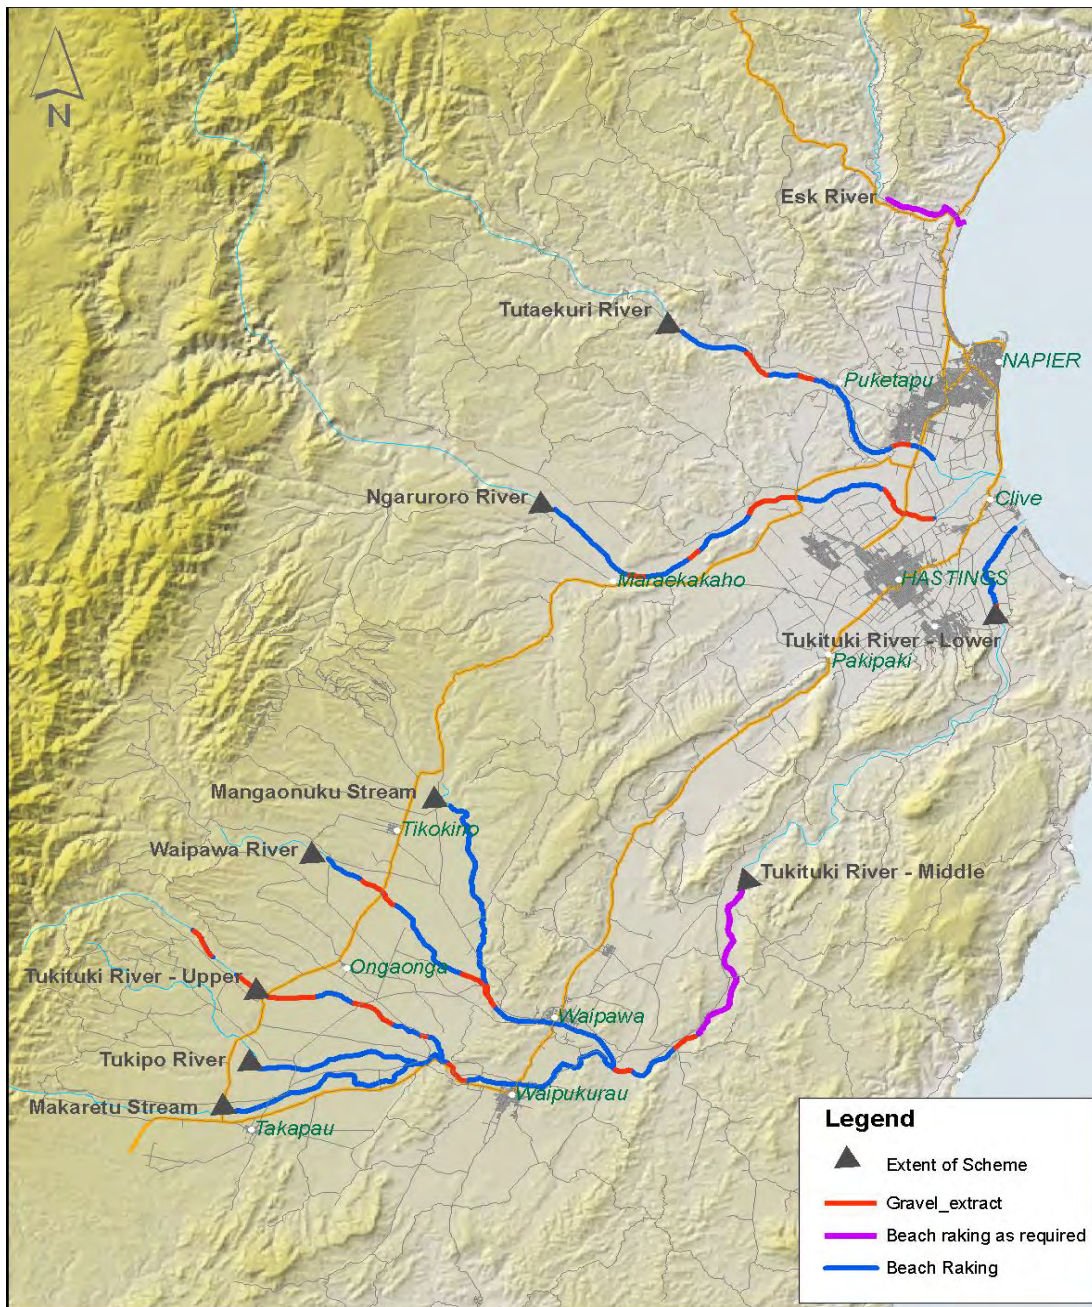 N
Esk River
Tutaekuri River
NAPIER
Puketapu
Ngaruroro River
Clive
Maraekakaho
HASTINGS
Tukituki River - Lower
Pakipaki
Mangaonuku Stream
Tikokino
Waipawa River
Tukituki River - Middle
Ongaonga
Tukituki River - Upper
Waipawa
Tukipo River
Waipukurau
Makaretu Stream
Takapau
Legend
Extent of Scheme
Gravel_extract
Beach raking as required
Beach Raking